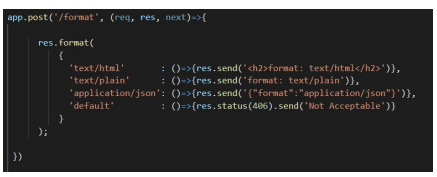 app.post('/format', (req, res, next)=>{
res.format(
{
'text/html' : ()=>{res.send('<h2>format: text/html</h2>')},
'text/plain' : ()=>{res.send('format: text/plain')},
'application/json': ()=>{res.send('{"format":"application/json"}')},
'default' : ()=>{res.status(406).send('Not Acceptable')}
}
);
})